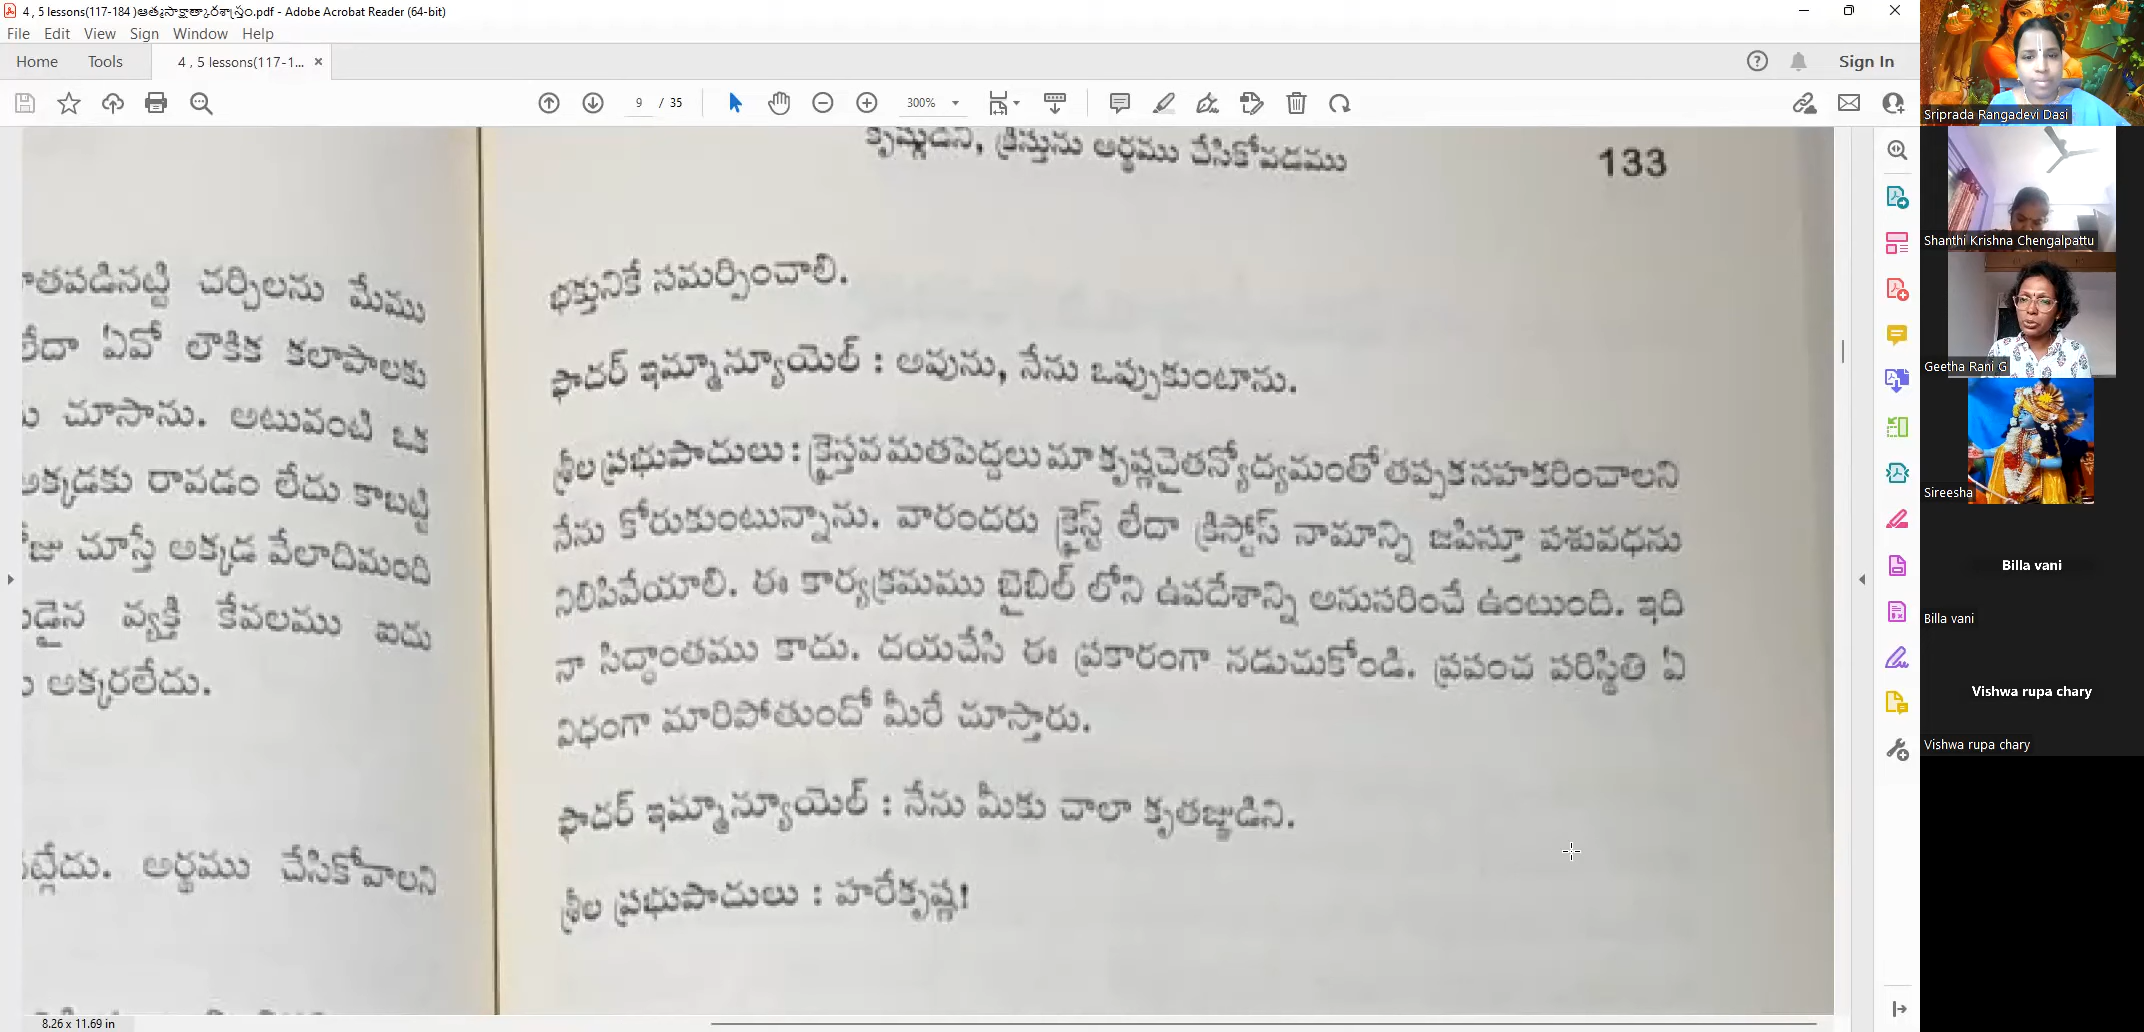 4 , 5 lessons(117-184 )ఆత్మసాక్షాత్కారశాస్త్రం.pdf - Adobe Acrobat Reader (64-bit)
File Edit View Sign Window Help
Home Tools 4 , 5 lessons(117-1... Sign In
9 / 35 300%
కృష్ణుడిని, క్రీస్తును అర్థము చేసికోవడము 133
చర్చిలను మేము
లేదా ఏవో లౌకిక కలాపాలకు
చూసాను. అటువంటి ఒక
అక్కడకు రావడం లేదు కాబట్టి
చూస్తే అక్కడ వేలాదిమంది
వ్యక్తి కేవలము ఐదు
అక్కరలేదు.
అర్థము చేసికోవాలని
భక్తునికే సమర్పించాలి.
ఫాదర్ ఇమ్మాన్యూయెల్ : అవును, నేను ఒప్పుకుంటాను.
శ్రీల ప్రభుపాదులు : క్రైస్తవ మతపెద్దలు మా కృష్ణచైతన్యోద్యమంతో తప్పక సహకరించాలని
నేను కోరుకుంటున్నాను. వారందరు క్రైస్ట్ లేదా క్రిస్టోస్ నామాన్ని జపిస్తూ పశువధను
నిలిపివేయాలి. ఈ కార్యక్రమము బైబిల్ లోని ఉపదేశాన్ని అనుసరించే ఉంటుంది. ఇది
నా సిద్ధాంతము కాదు. దయచేసి ఈ ప్రకారంగా నడుచుకోండి. ప్రపంచ పరిస్థితి ఏ
విధంగా మారిపోతుందో మీరే చూస్తారు.
ఫాదర్ ఇమ్మాన్యూయెల్ : నేను మీకు చాలా కృతజ్ఞుడిని.
శ్రీల ప్రభుపాదులు : హరేకృష్ణ!
8.26 x 11.69 in
Sriprada Rangadevi Dasi
Shanthi Krishna Chengalpattu
Geetha Rani G
Sireesha
Billa vani
Billa vani
Vishwa rupa chary
Vishwa rupa chary